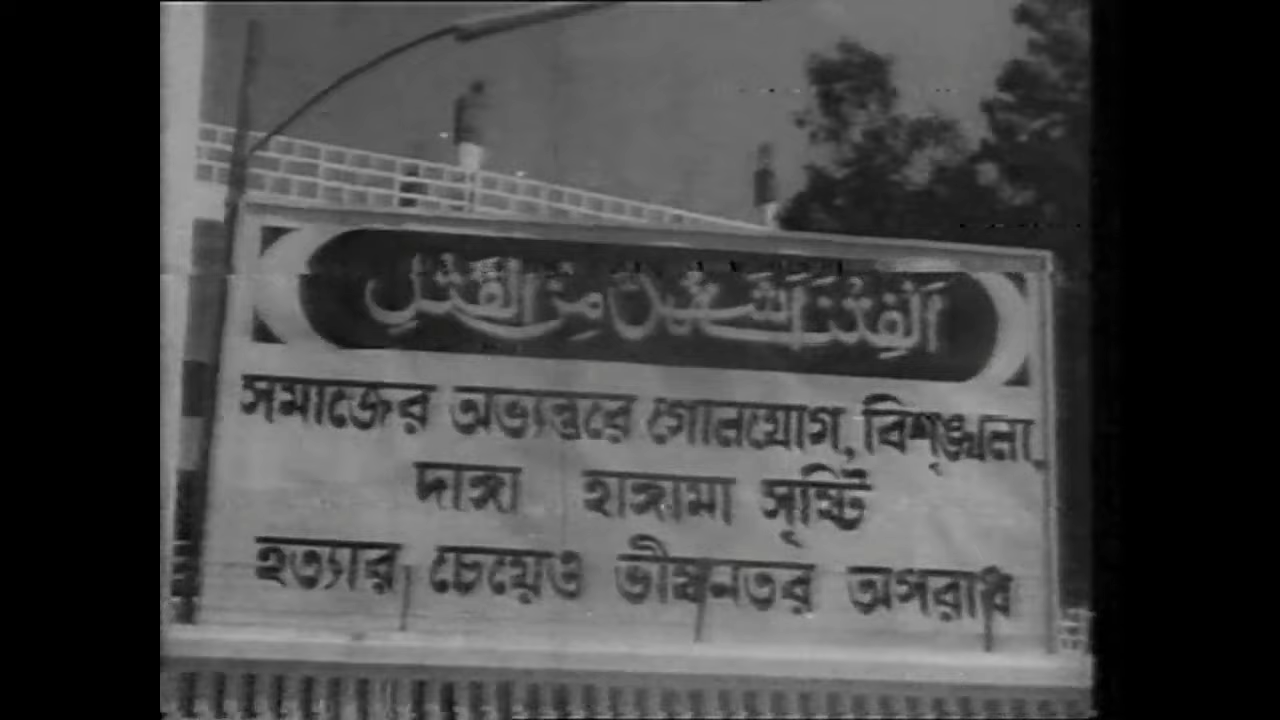 اَلْفِتْنَةُ اَشَدُّ مِنَ الْقَتْلِ
সমাজের অভ্যন্তরে গোলযোগ, বিশৃঙ্খলা,
দাঙ্গা হাঙ্গামা সৃষ্টি
হত্যার চেয়েও ভীষনতর অপরাধ